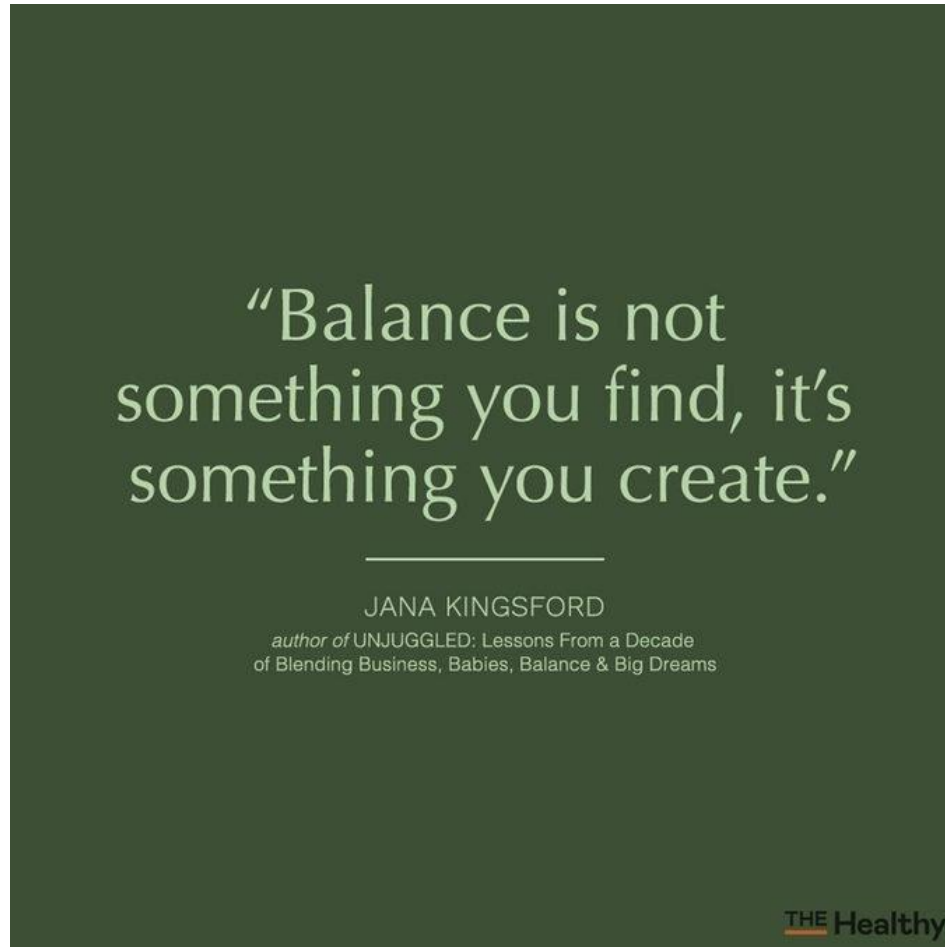 “Balance is not
something you find, it’s
something you create.”
JANA KINGSFORD
author of UNJUGGLED: Lessons From a Decade
of Blending Business, Babies, Balance & Big Dreams
THE Healthy